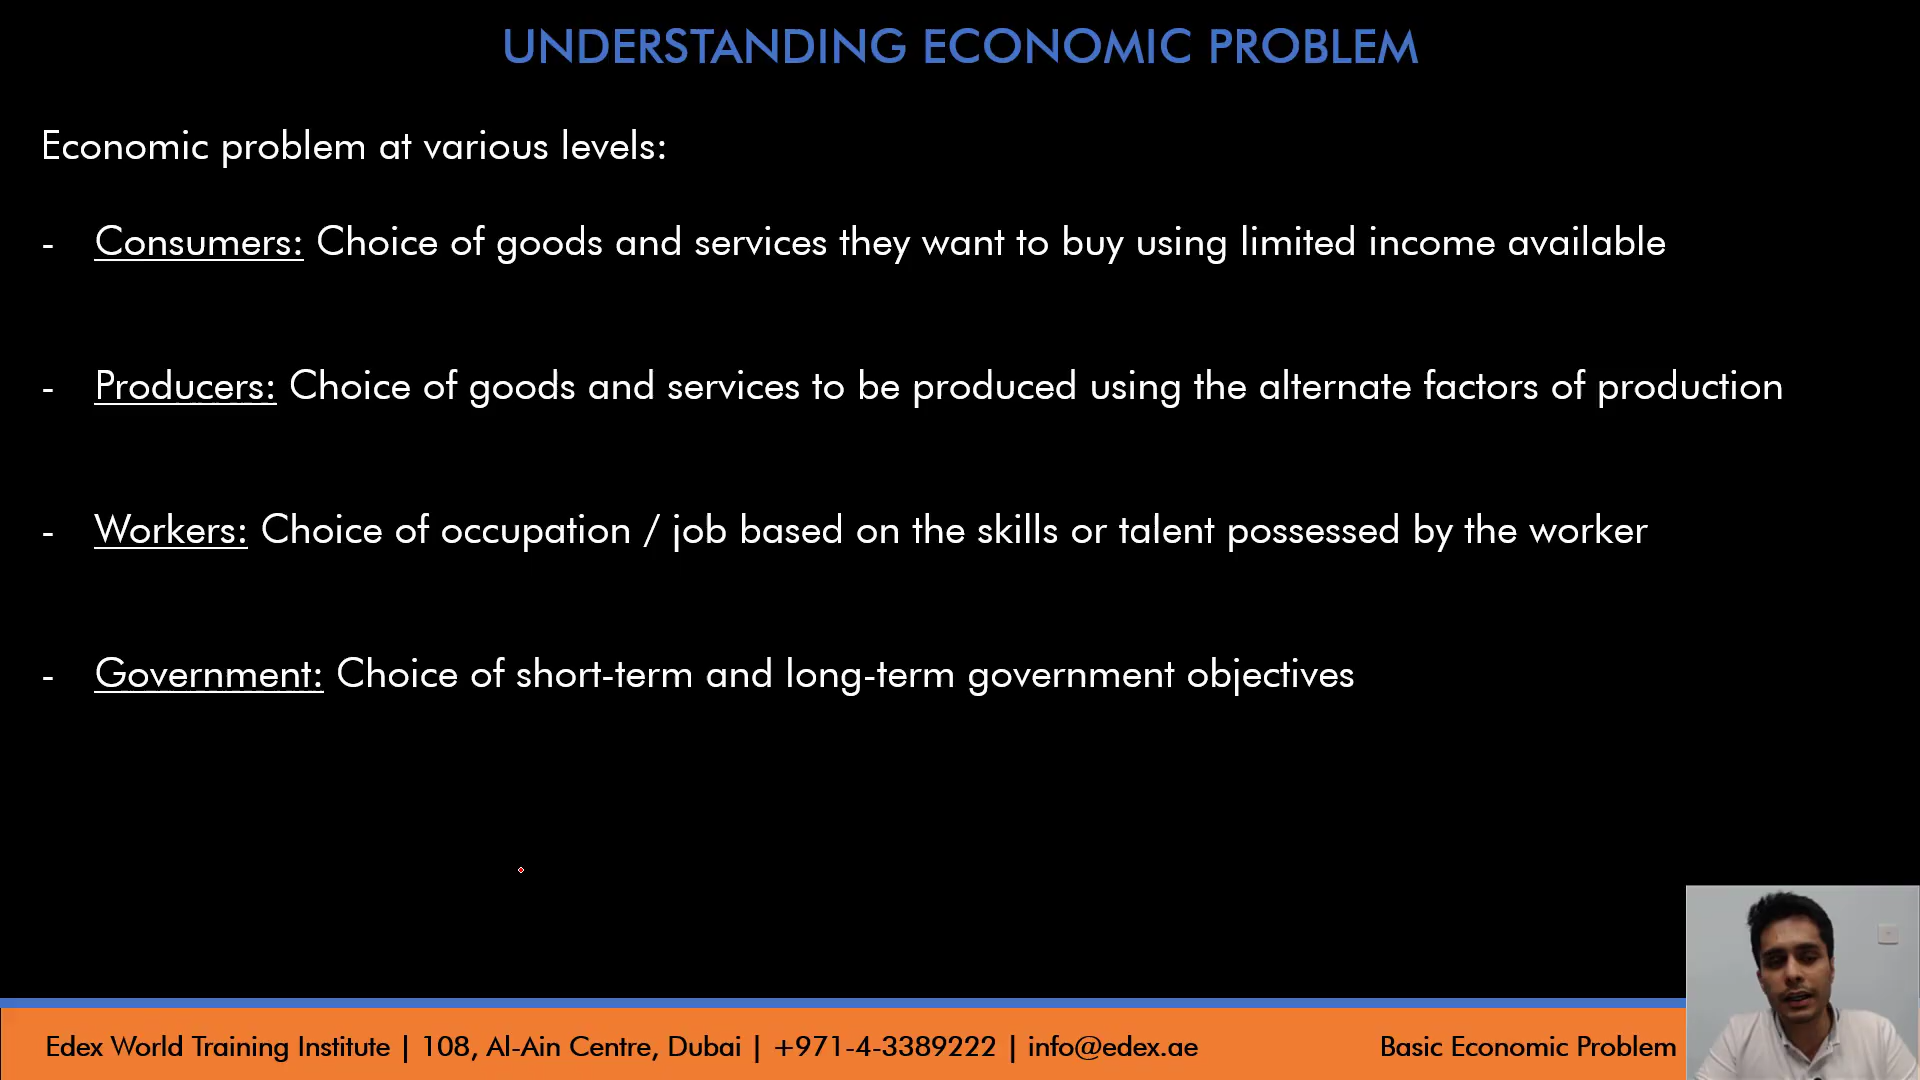 UNDERSTANDING ECONOMIC PROBLEM
Economic problem at various levels:
- Consumers: Choice of goods and services they want to buy using limited income available
- Producers: Choice of goods and services to be produced using the alternate factors of production
- Workers: Choice of occupation / job based on the skills or talent possessed by the worker
- Government: Choice of short-term and long-term government objectives
Edex World Training Institute | 108, Al-Ain Centre, Dubai | +971-4-3389222 | info@edex.ae
Basic Economic Problem